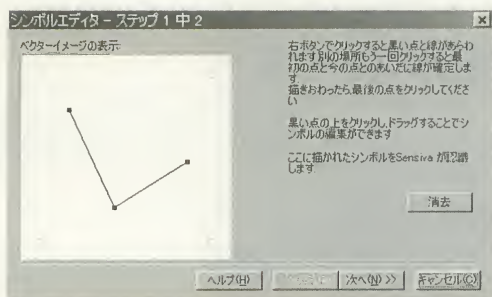 シンボルエディタ - ステップ 1 中 2
ベクターイメージの表示:
右ボタンでクリックすると黒い点と線があらわ
れます 別の場所もう一回クリックすると最
初の点と今の点とのあいだに線が確定しま
す
描きおわったら、最後の点をクリックしてくださ
い
黒い点の上をクリックし、ドラッグすることでシ
ンボルの編集ができます
ここに描かれたシンボルをSensiva が認識
します
消去
ヘルプ(H)
次へ(N) >>
キャンセル(C)